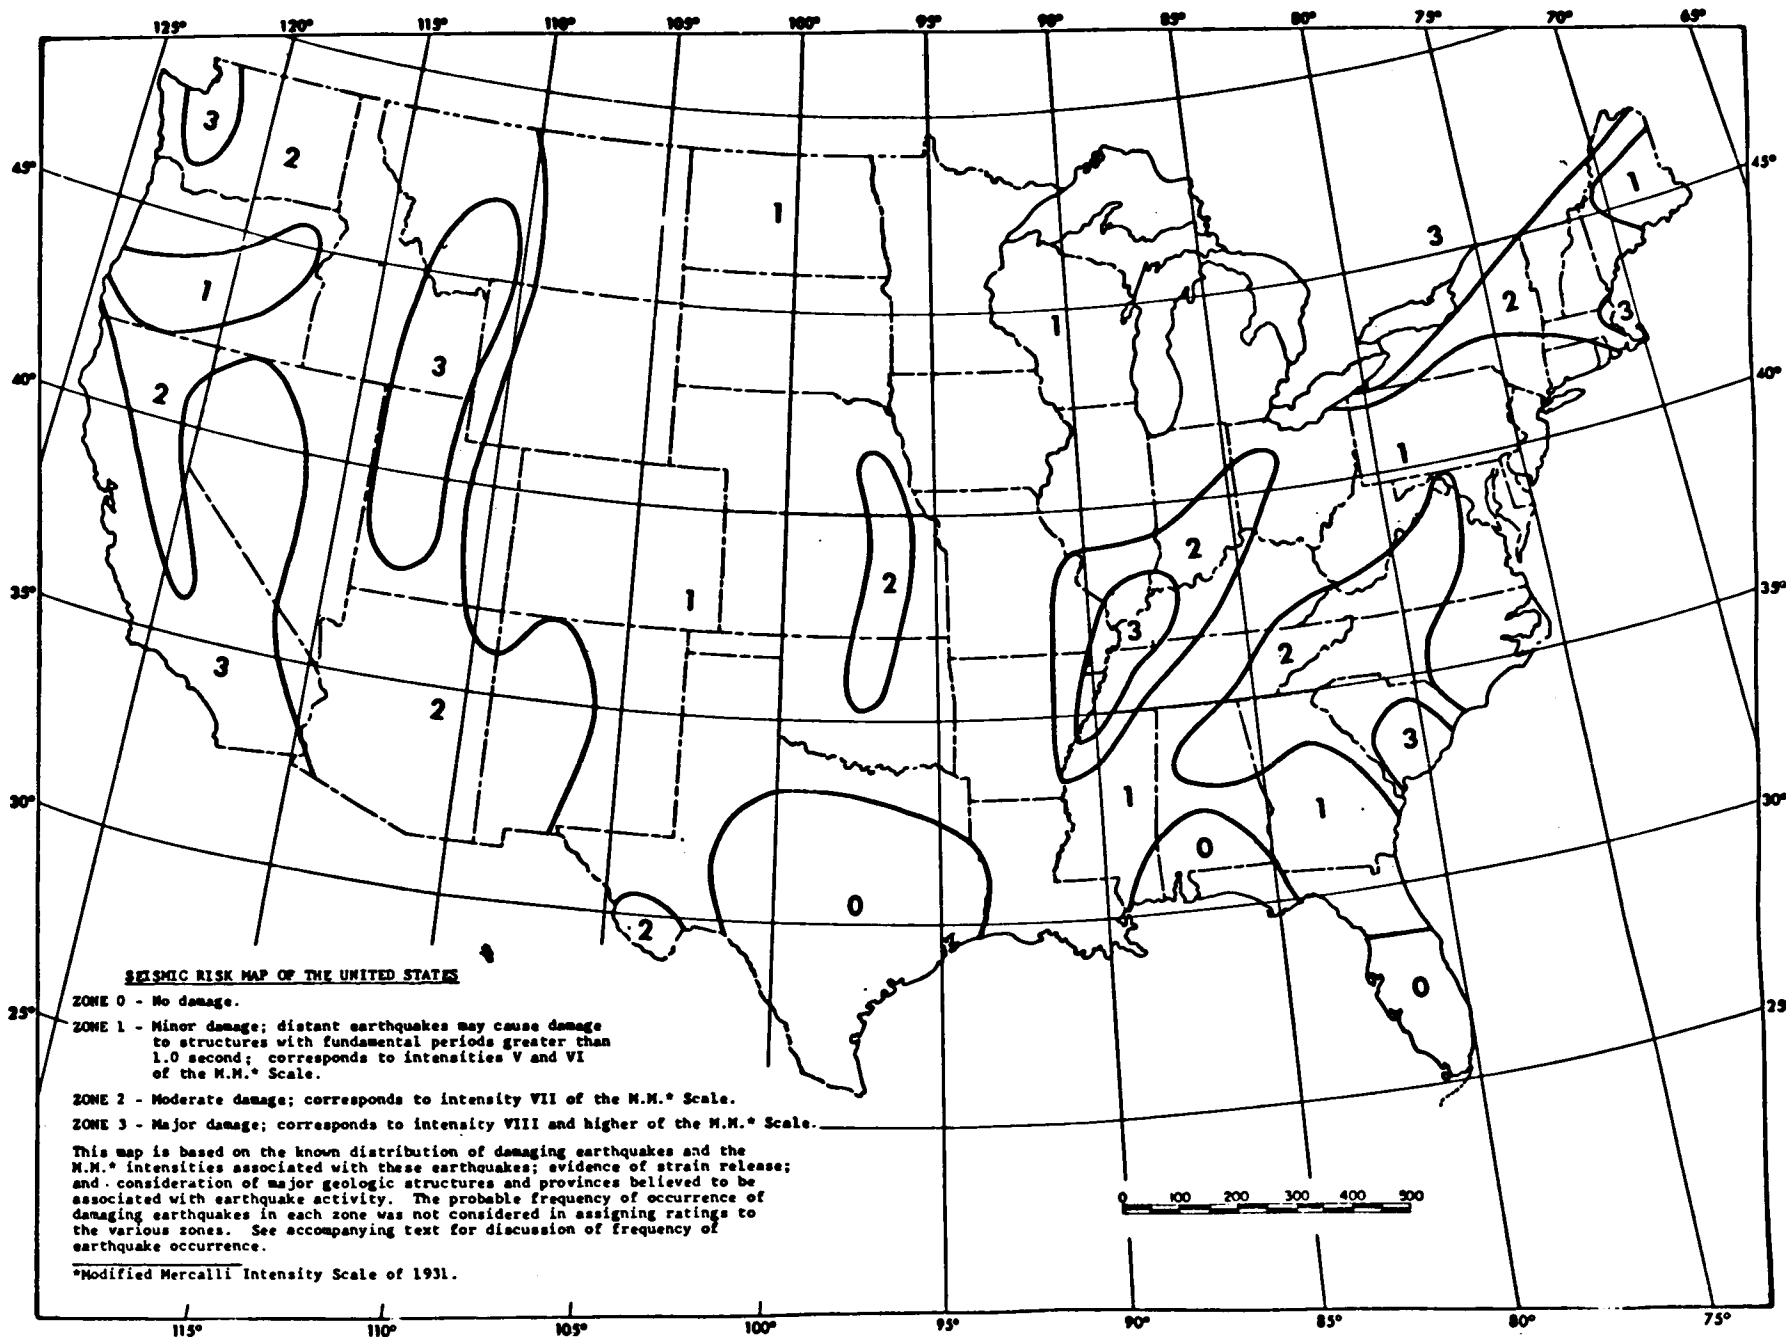 125° 120° 115° 110° 105° 100° 95° 90° 85° 80° 75° 70° 65°
3
2
45° 45°
1
1
3
1
2
3
1
2
3
40° 40°
2
1
2
2
3
35° 1 35°
3
2
2
3
1
1
0
30° 30°
0
2
0
SEISMIC RISK MAP OF THE UNITED STATES
ZONE 0 - No damage.
25° 25°
ZONE 1 - Minor damage; distant earthquakes may cause damage
to structures with fundamental periods greater than
1.0 second; corresponds to intensities V and VI
of the M.M.* Scale.
ZONE 2 - Moderate damage; corresponds to intensity VII of the M.M.* Scale.
ZONE 3 - Major damage; corresponds to intensity VIII and higher of the M.M.* Scale.
This map is based on the known distribution of damaging earthquakes and the
M.M.* intensities associated with these earthquakes; evidence of strain release;
and consideration of major geologic structures and provinces believed to be
associated with earthquake activity. The probable frequency of occurrence of
damaging earthquakes in each zone was not considered in assigning ratings to
the various zones. See accompanying text for discussion of frequency of
earthquake occurrence.
*Modified Mercalli Intensity Scale of 1931.
0 100 200 300 400 500
115° 110° 105° 100° 95° 90° 85° 80° 75°